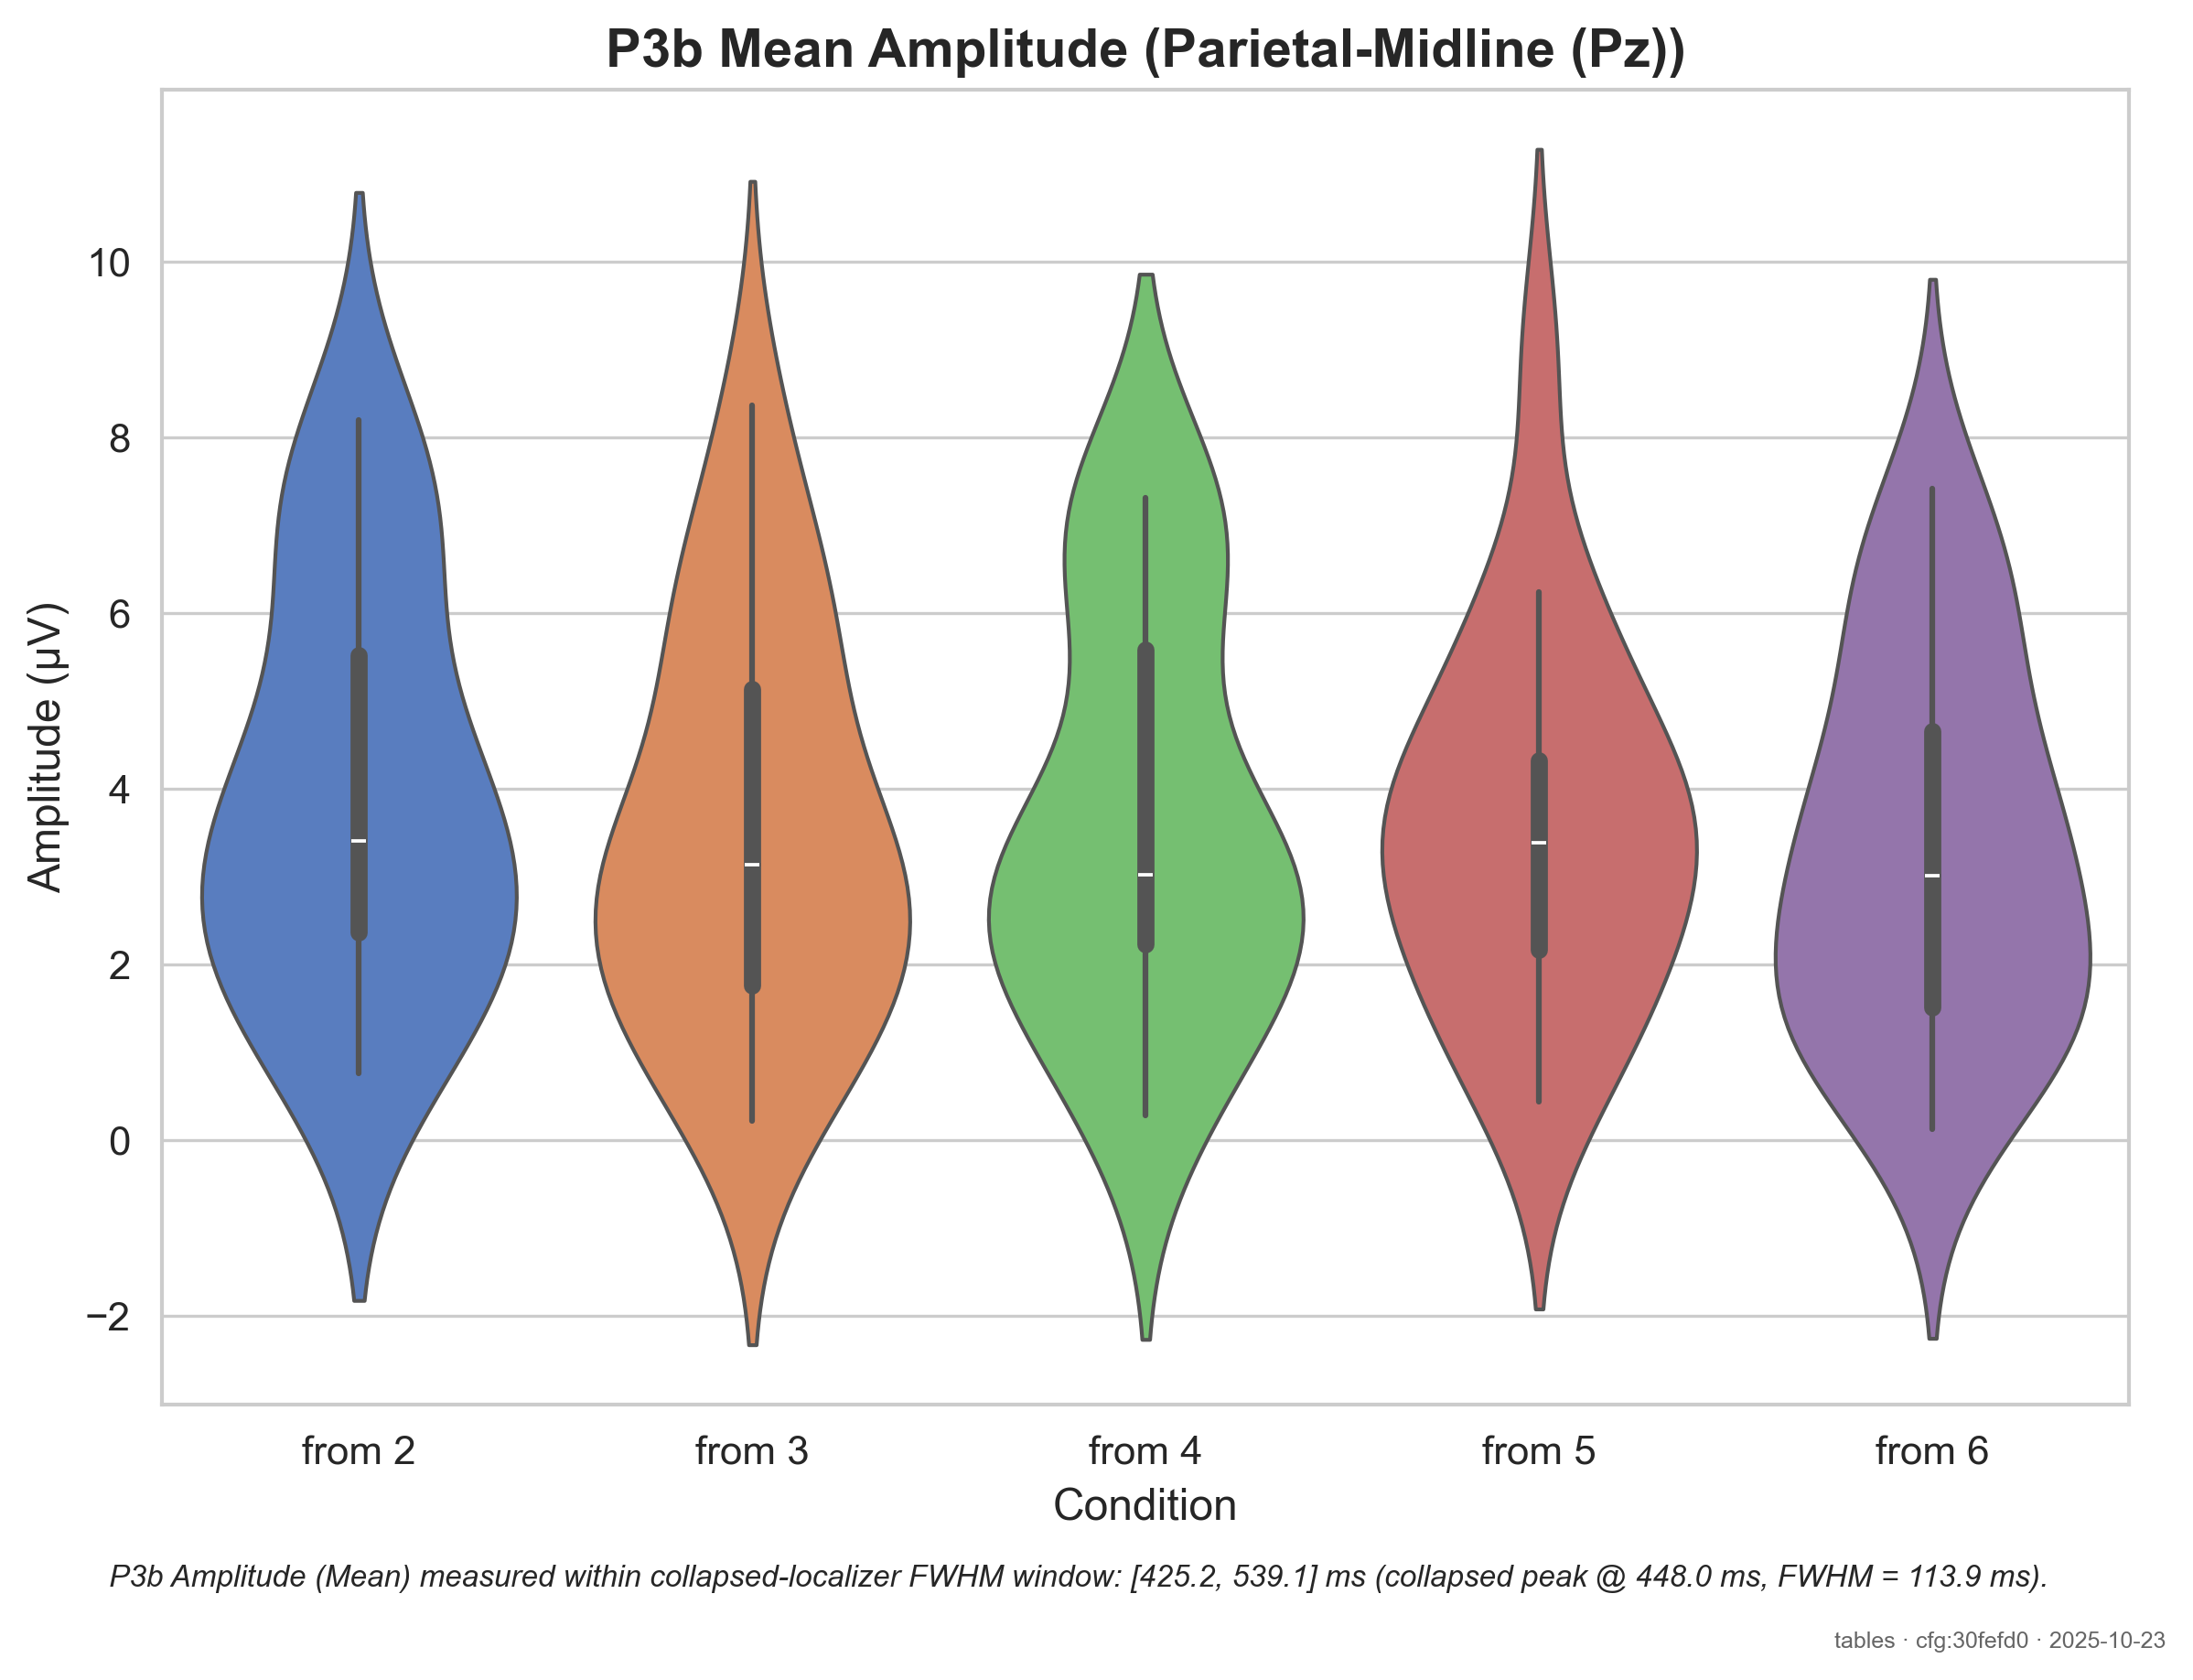 P3b Mean Amplitude (Parietal-Midline (Pz))
Amplitude (µV)
10
8
6
4
2
0
−2
from 2
from 3
from 4
from 5
from 6
Condition
P3b Amplitude (Mean) measured within collapsed-localizer FWHM window: [425.2, 539.1] ms (collapsed peak @ 448.0 ms, FWHM = 113.9 ms).
tables · cfg:30fefd0 · 2025-10-23